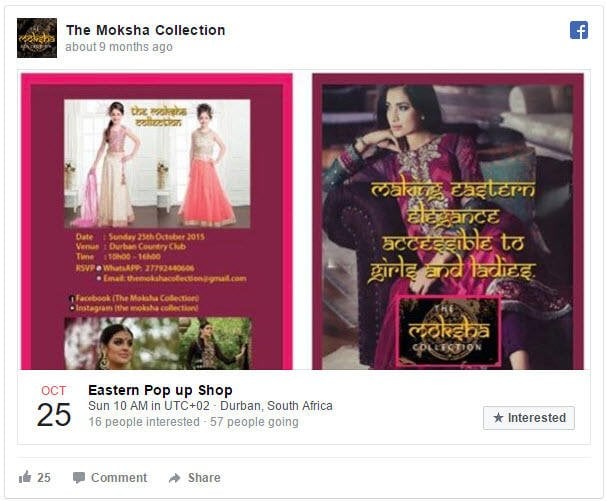 The Moksha Collection
about 9 months ago
moksha
COLLECTION
the moksha
collection
Date : Sunday 25th October 2015
Venue : Durban Country Club
Time : 10h00 – 16h00
RSVP WhatsAPP: 27792440606
Email: themokshacollection@gmail.com
Facebook (The Moksha Collection)
Instagram (the moksha collection)
making eastern
elegance
accessible to
girls and ladies.
THE
moksha
COLLECTION
OCT
25
Eastern Pop up Shop
Sun 10 AM in UTC+02 · Durban, South Africa
16 people interested · 57 people going
Interested
25
Comment
Share